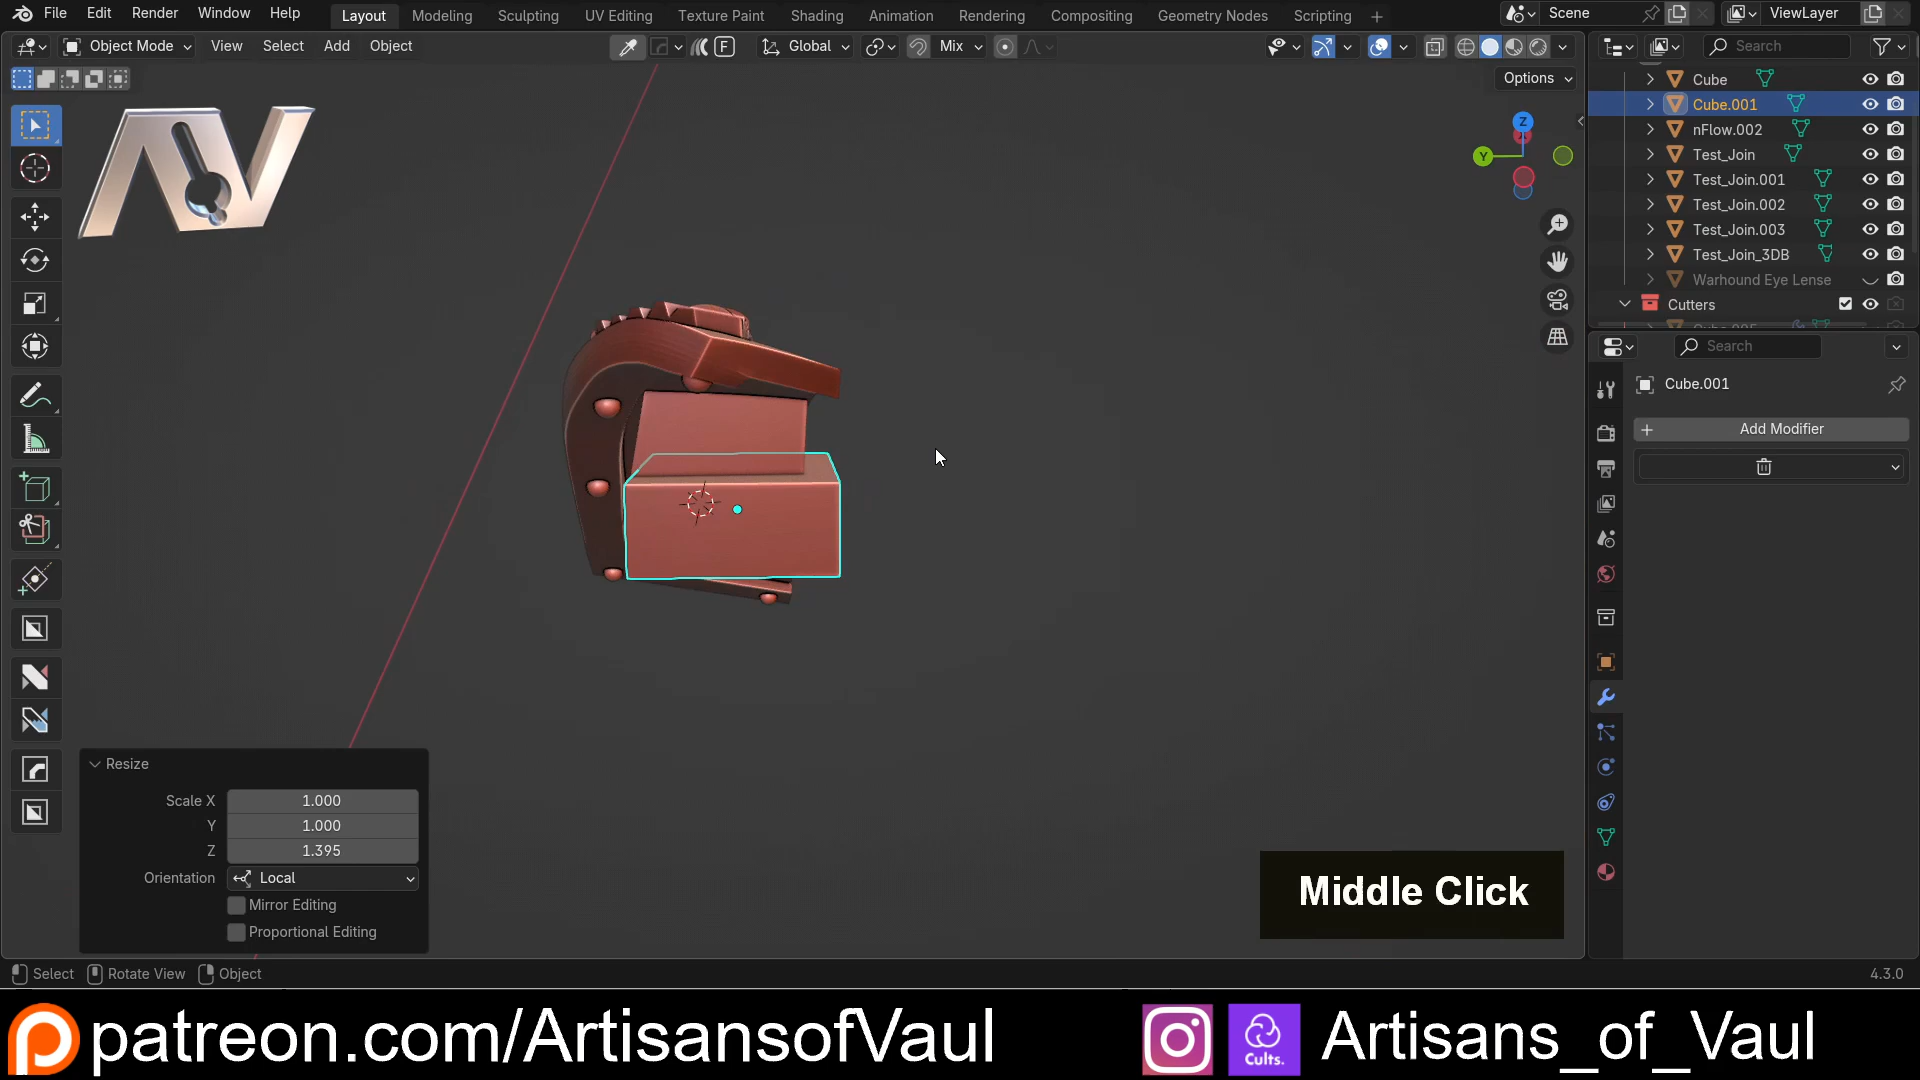 File Edit Render Window Help Layout Modeling Sculpting UV Editing Texture Paint Shading Animation Rendering Compositing Geometry Nodes Scripting + Scene ViewLayer
Object Mode View Select Add Object F Global Mix Search
Options
Cube
Cube.001
nFlow.002
Test_Join
Test_Join.001
Test_Join.002
Test_Join.003
Test_Join_3DB
Warhound Eye Lense
Cutters
Z
Y
Search
Cube.001
+ Add Modifier
Resize
Scale X 1.000
Y 1.000
Z 1.395
Orientation Local
Mirror Editing
Proportional Editing
Middle Click
Select Rotate View Object 4.3.0
patreon.com/ArtisansofVaul Cults. Artisans_of_Vaul